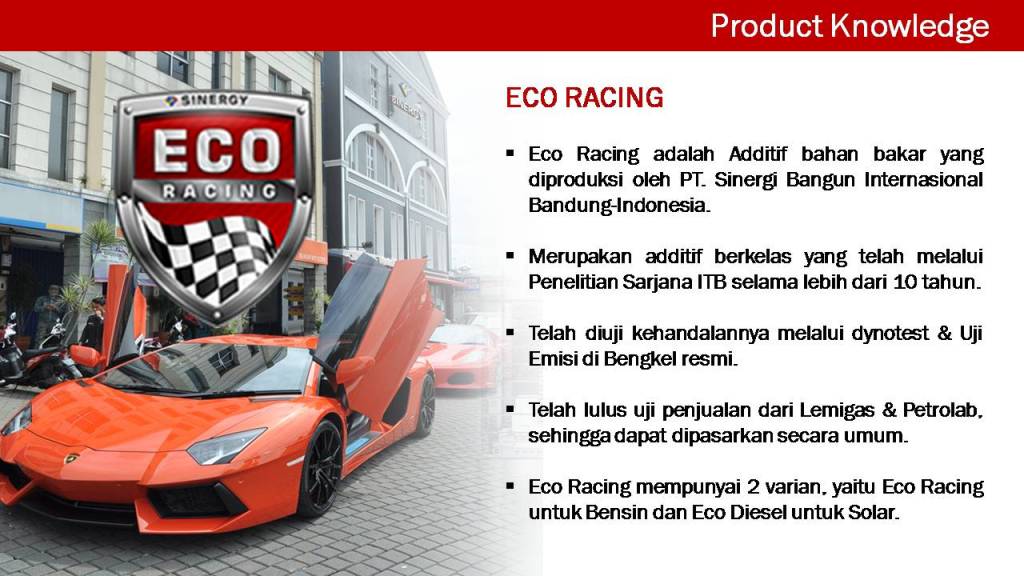 Product Knowledge
SINERGY
ECO
RACING
SINERGY
ECO RACING
▪ Eco Racing adalah Additif bahan bakar yang
diproduksi oleh PT. Sinergi Bangun Internasional
Bandung-Indonesia.
▪ Merupakan additif berkelas yang telah melalui
Penelitian Sarjana ITB selama lebih dari 10 tahun.
▪ Telah diuji kehandalannya melalui dynotest & Uji
Emisi di Bengkel resmi.
▪ Telah lulus uji penjualan dari Lemigas & Petrolab,
sehingga dapat dipasarkan secara umum.
▪ Eco Racing mempunyai 2 varian, yaitu Eco Racing
untuk Bensin dan Eco Diesel untuk Solar.